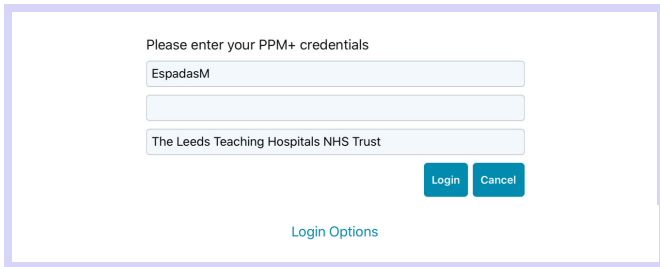 Please enter your PPM+ credentials
EspadasM
The Leeds Teaching Hospitals NHS Trust
Login Cancel
Login Options